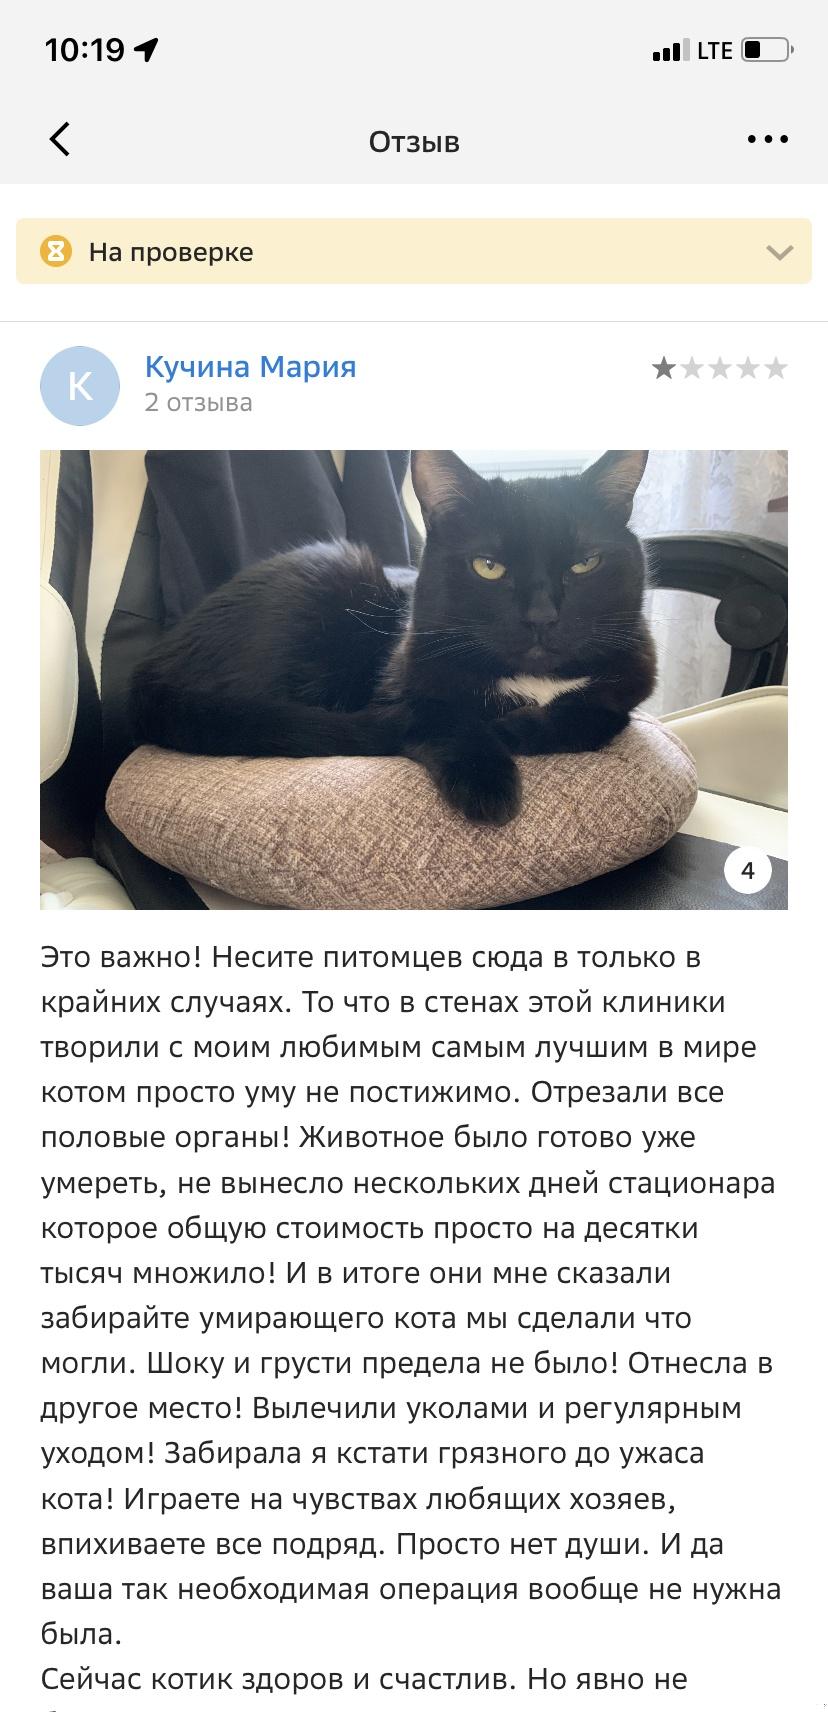 10:19 LTE
Отзыв
На проверке
К
Кучина Мария
2 отзыва
4
Это важно! Несите питомцев сюда в только в
крайних случаях. То что в стенах этой клиники
творили с моим любимым самым лучшим в мире
котом просто уму не постижимо. Отрезали все
половые органы! Животное было готово уже
умереть, не вынесло нескольких дней стационара
которое общую стоимость просто на десятки
тысяч множило! И в итоге они мне сказали
забирайте умирающего кота мы сделали что
могли. Шоку и грусти предела не было! Отнесла в
другое место! Вылечили уколами и регулярным
уходом! Забирала я кстати грязного до ужаса
кота! Играете на чувствах любящих хозяев,
впихиваете все подряд. Просто нет души. И да
ваша так необходимая операция вообще не нужна
была.
Сейчас котик здоров и счастлив. Но явно не